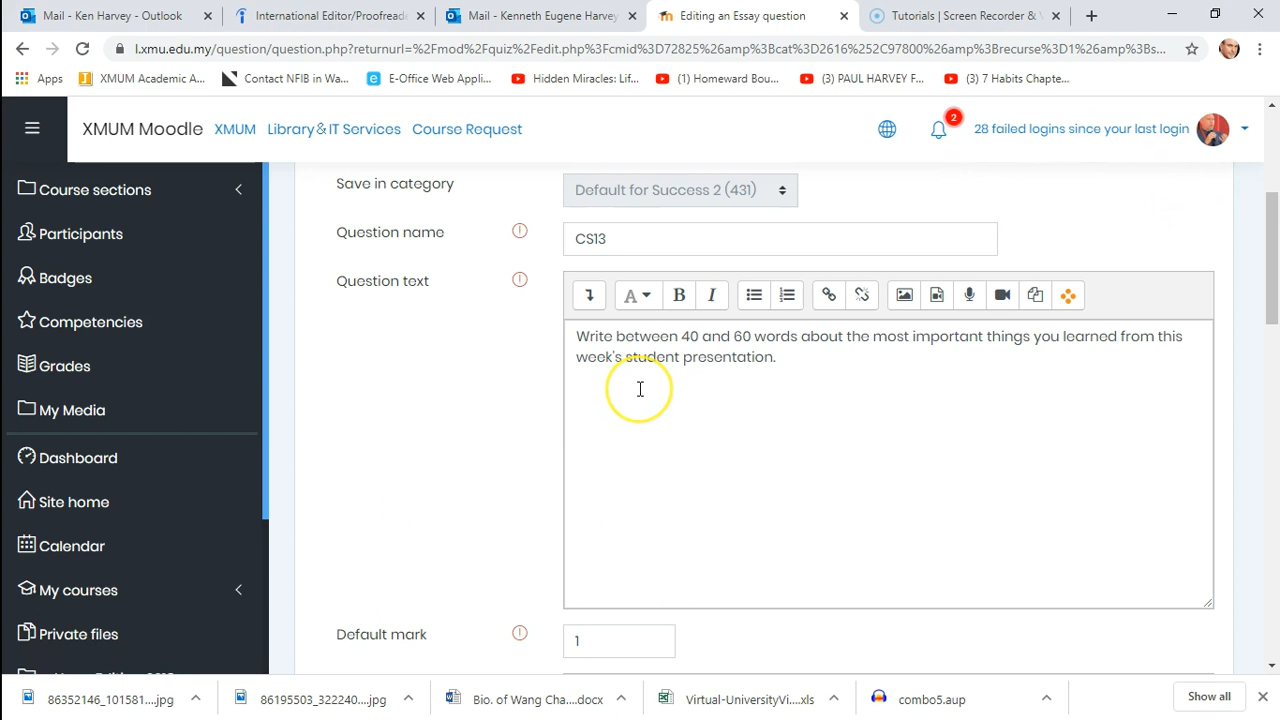 Mail - Ken Harvey - Outlook
International Editor/Proofreade
Mail - Kenneth Eugene Harvey
Editing an Essay question
Tutorials | Screen Recorder & V
l.xmu.edu.my/question/question.php?returnurl=%2Fmod%2Fquiz%2Fedit.php%3Fcmid%3D72825%26amp%3Bcat%3D2616%252C97800%26amp%3Brecurse%3D1%26amp%3Bs...
Apps
XMUM Academic A...
Contact NFIB in Wa...
E-Office Web Appli...
Hidden Miracles: Lif...
(1) Homeward Bou...
(3) PAUL HARVEY F...
(3) 7 Habits Chapte...
XMUM Moodle XMUM Library&IT Services Course Request
2
28 failed logins since your last login
Course sections
Participants
Badges
Competencies
Grades
My Media
Dashboard
Site home
Calendar
My courses
Private files
Save in category
Default for Success 2 (431)
Question name
CS13
Question text
A B I
Write between 40 and 60 words about the most important things you learned from this
week's student presentation.
Default mark
1
86352146_101581....jpg
86195503_322240....jpg
Bio. of Wang Cha....docx
Virtual-UniversityVi....xls
combo5.aup
Show all